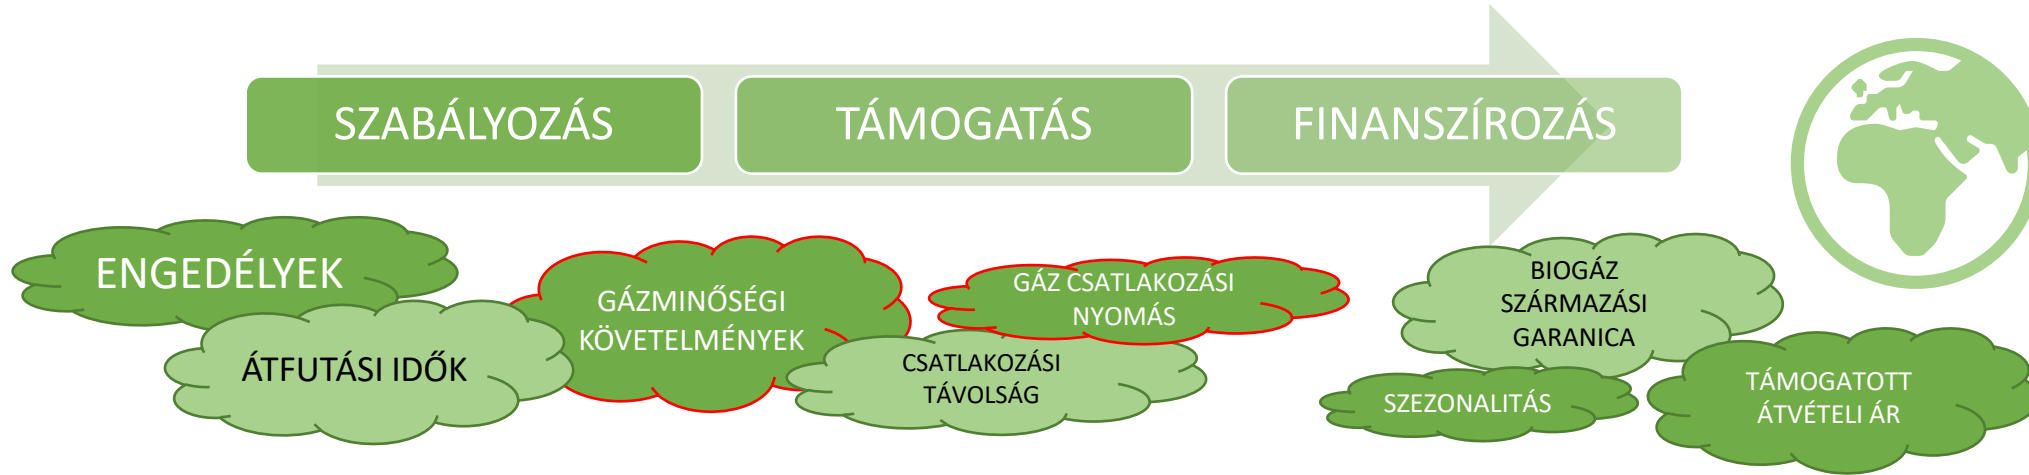 SZABÁLYOZÁS
TÁMOGATÁS
FINANSZÍROZÁS
ENGEDÉLYEK
ÁTFUTÁSI IDŐK
GÁZMINŐSÉGI
KÖVETELMÉNYEK
GÁZ CSATLAKOZÁSI
NYOMÁS
CSATLAKOZÁSI
TÁVOLSÁG
BIOGÁZ
SZÁRMAZÁSI
GARANICA
SZEZONALITÁS
TÁMOGATOTT
ÁTVÉTELI ÁR